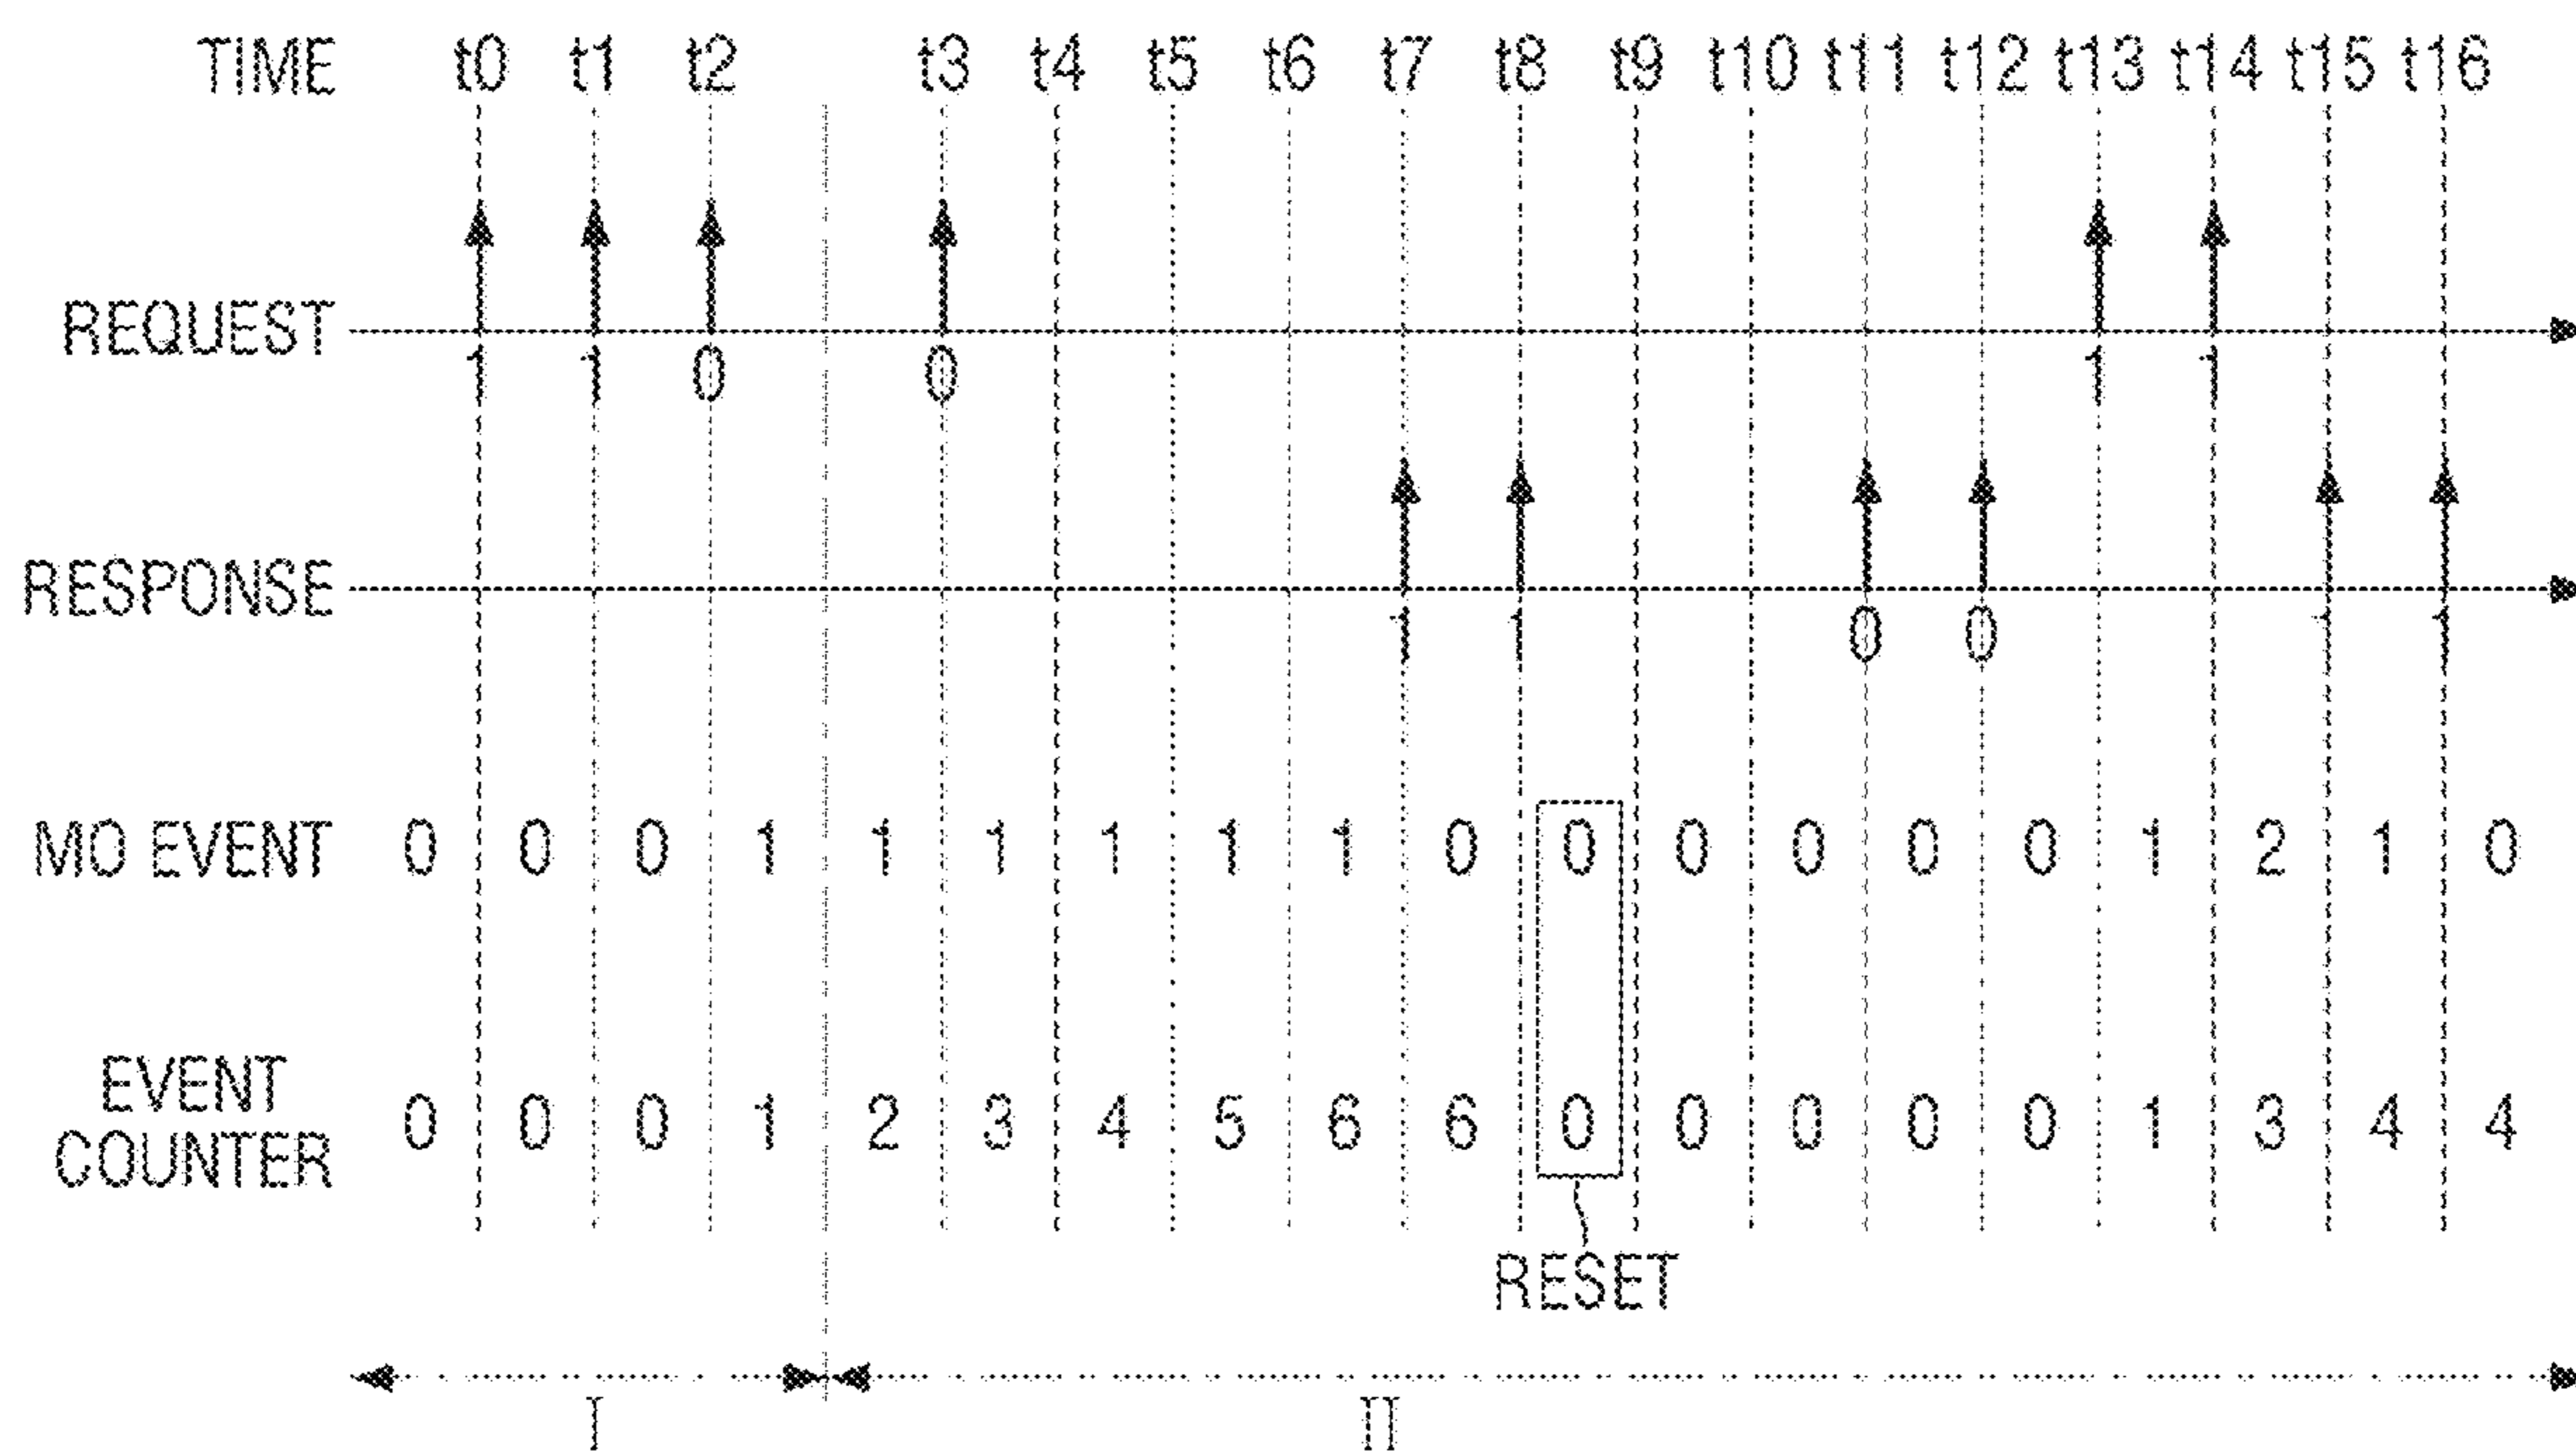 TIME t0 t1 t2 t3 t4 t5 t6 t7 t8 t9 t10 t11 t12 t13 t14 t15 t16
REQUEST
1 1 0 0 1 1
RESPONSE
1 1 0 0 1 1
MO EVENT 0 0 0 1 1 1 1 1 1 0 0 0 0 0 0 1 2 1 0
EVENT
COUNTER 0 0 0 1 2 3 4 5 6 6 0 0 0 0 0 1 3 4 4
RESET
I II